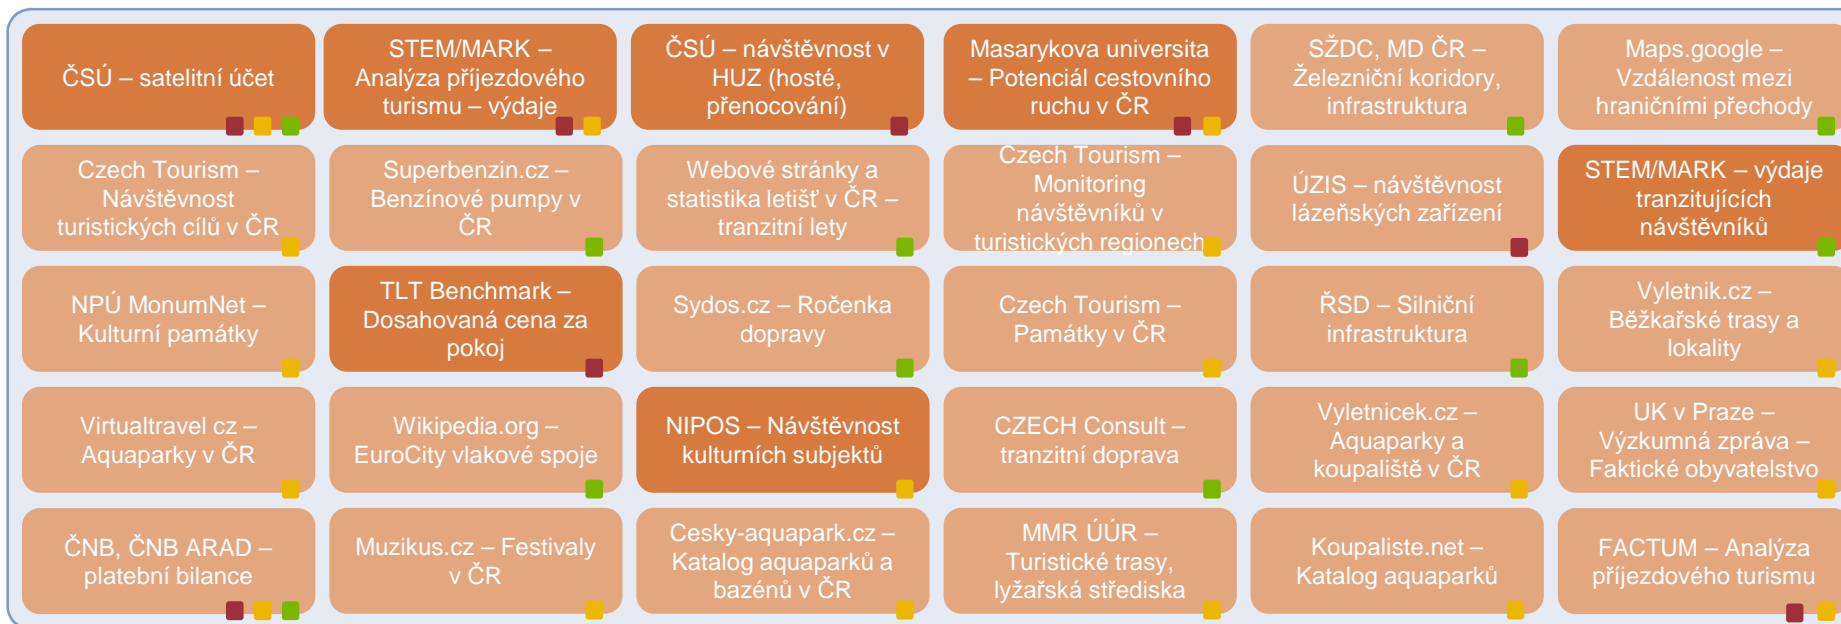 ČSÚ – satelitní účet
STEM/MARK –
Analýza příjezdového
turismu – výdaje
ČSÚ – návštěvnost v
HUZ (hosté,
přenocování)
Masarykova universita
– Potenciál cestovního
ruchu v ČR
SŽDC, MD ČR –
Železniční koridory,
infrastruktura
Maps.google –
Vzdálenost mezi
hraničními přechody
Czech Tourism –
Návštěvnost
turistických cílů v ČR
Superbenzin.cz –
Benzínové pumpy v
ČR
Webové stránky a
statistika letišť v ČR –
tranzitní lety
Czech Tourism –
Monitoring
návštěvníků v
turistických regionech
ÚZIS – návštěvnost
lázeňských zařízení
STEM/MARK – výdaje
tranzitujících
návštěvníků
NPÚ MonumNet –
Kulturní památky
TLT Benchmark –
Dosahovaná cena za
pokoj
Sydos.cz – Ročenka
dopravy
Czech Tourism –
Památky v ČR
ŘSD – Silniční
infrastruktura
Vyletnik.cz –
Běžkařské trasy a
lokality
Virtualtravel cz –
Aquaparky v ČR
Wikipedia.org –
EuroCity vlakové spoje
NIPOS – Návštěvnost
kulturních subjektů
CZECH Consult –
tranzitní doprava
Vyletnicek.cz –
Aquaparky a
koupaliště v ČR
UK v Praze –
Výzkumná zpráva –
Faktické obyvatelstvo
ČNB, ČNB ARAD –
platební bilance
Muzikus.cz – Festivaly
v ČR
Cesky-aquapark.cz –
Katalog aquaparků a
bazénů v ČR
MMR ÚÚR –
Turistické trasy,
lyžařská střediska
Koupaliste.net –
Katalog aquaparků
FACTUM – Analýza
příjezdového turismu